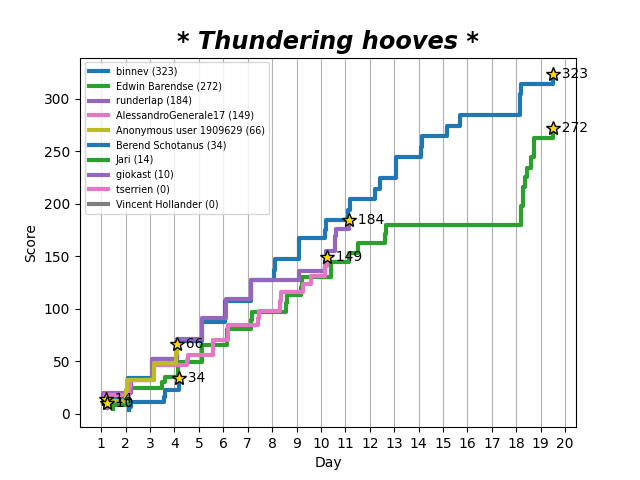 * Thundering hooves *
binnev (323)
Edwin Barendse (272)
runderlap (184)
AlessandroGenerale17 (149)
Anonymous user 1909629 (66)
Berend Schotanus (34)
Jari (14)
giokast (10)
tserrien (0)
Vincent Hollander (0)
323
272
184
149
66
34
14
Score
300
250
200
150
100
50
0
1 2 3 4 5 6 7 8 9 10 11 12 13 14 15 16 17 18 19 20
Day